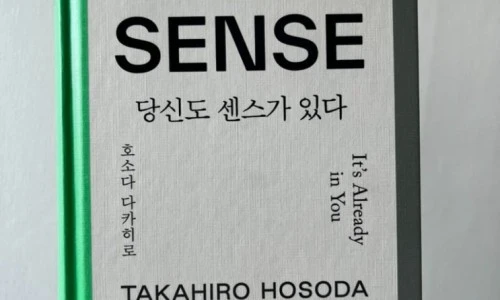 SENSE
당신도 센스가 있다
호소다 다카히로
It's Already
in You
TAKAHIRO HOSODA